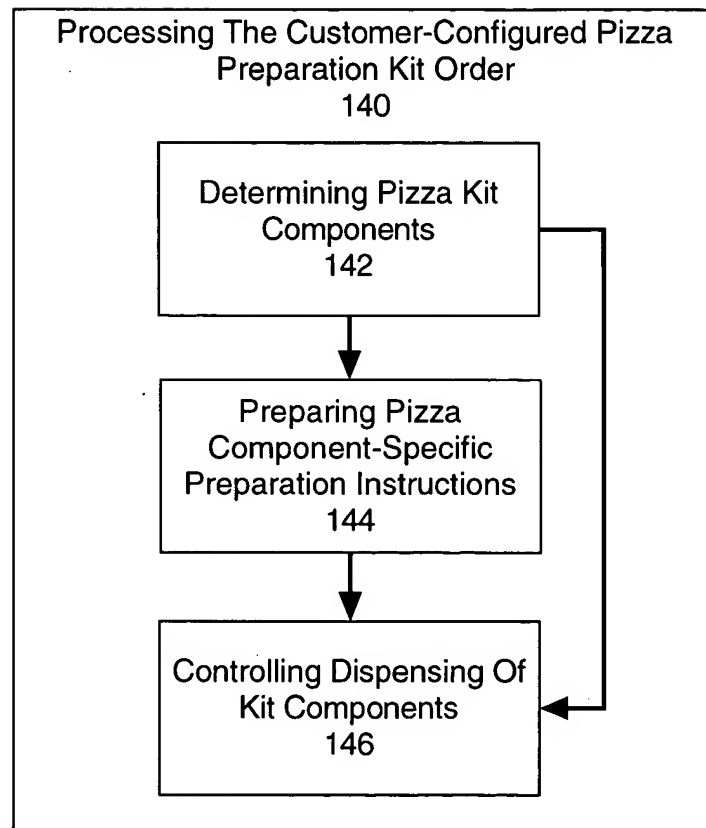 Processing The Customer-Configured Pizza
Preparation Kit Order
140
Determining Pizza Kit
Components
142
Preparing Pizza
Component-Specific
Preparation Instructions
144
Controlling Dispensing Of
Kit Components
146